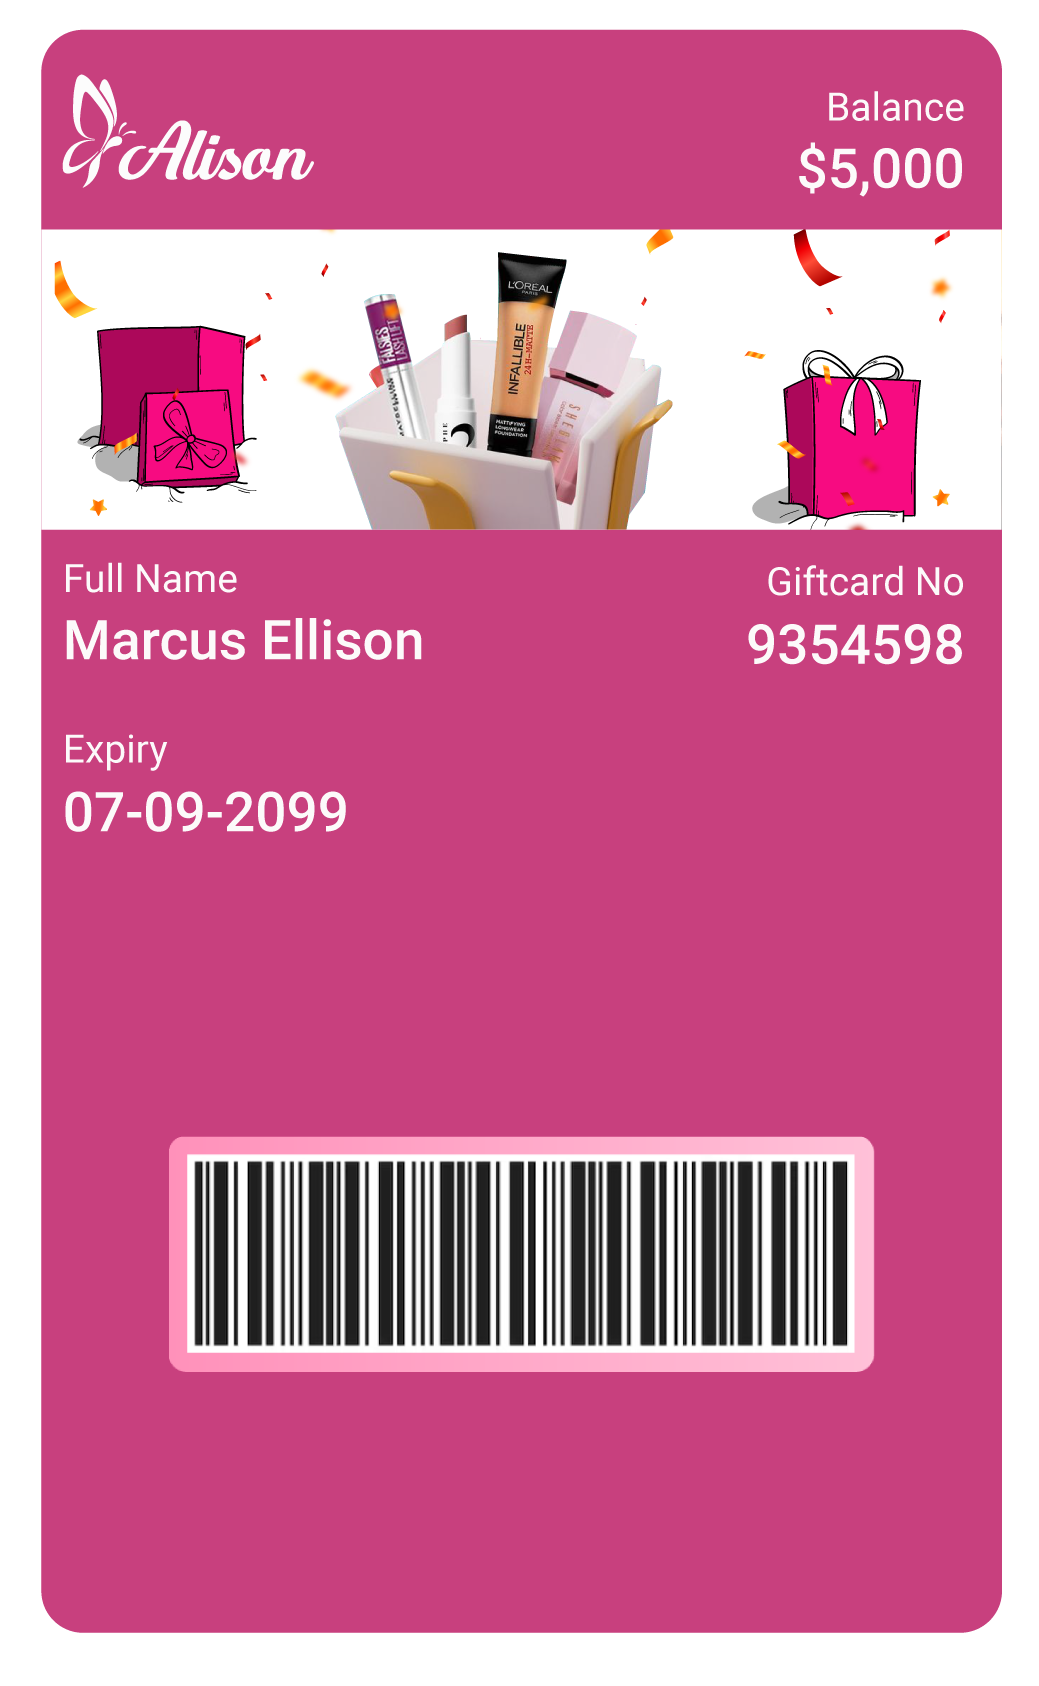 Alison
Balance
$5,000
L'ORÉAL
PARIS
FALSIES
LASH LIFT
MAYBELLINE
INFALLIBLE
24H-MATTE
MATTIFYING
LONGWEAR
FOUNDATION
Full Name
Marcus Ellison
Giftcard No
9354598
Expiry
07-09-2099